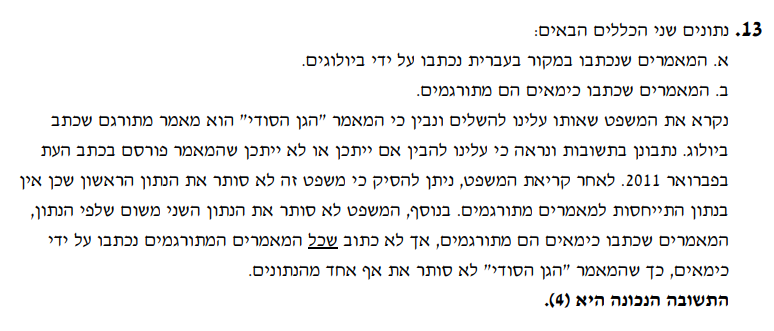 13. נתונים שני הכללים הבאים:
א. המאמרים שנכתבו במקור בעברית נכתבו על ידי ביולוגים.
ב. המאמרים שכתבו כימאים הם מתורגמים.
נקרא את המשפט שאותו עלינו להשלים ונבין כי המאמר "הגן הסודי" הוא מאמר מתורגם שכתב
ביולוג. נתבונן בתשובות ונראה כי עלינו להבין אם ייתכן או לא ייתכן שהמאמר פורסם בכתב העת
בפברואר 2011. לאחר קריאת המשפט, ניתן להסיק כי משפט זה לא סותר את הנתון הראשון שכן אין
בנתון התייחסות למאמרים מתורגמים. בנוסף, המשפט לא סותר את הנתון השני משום שלפי הנתון,
המאמרים שכתבו כימאים הם מתורגמים, אך לא כתוב שכל המאמרים המתורגמים נכתבו על ידי
כימאים, כך שהמאמר "הגן הסודי" לא סותר את אף אחד מהנתונים.
התשובה הנכונה היא (4).